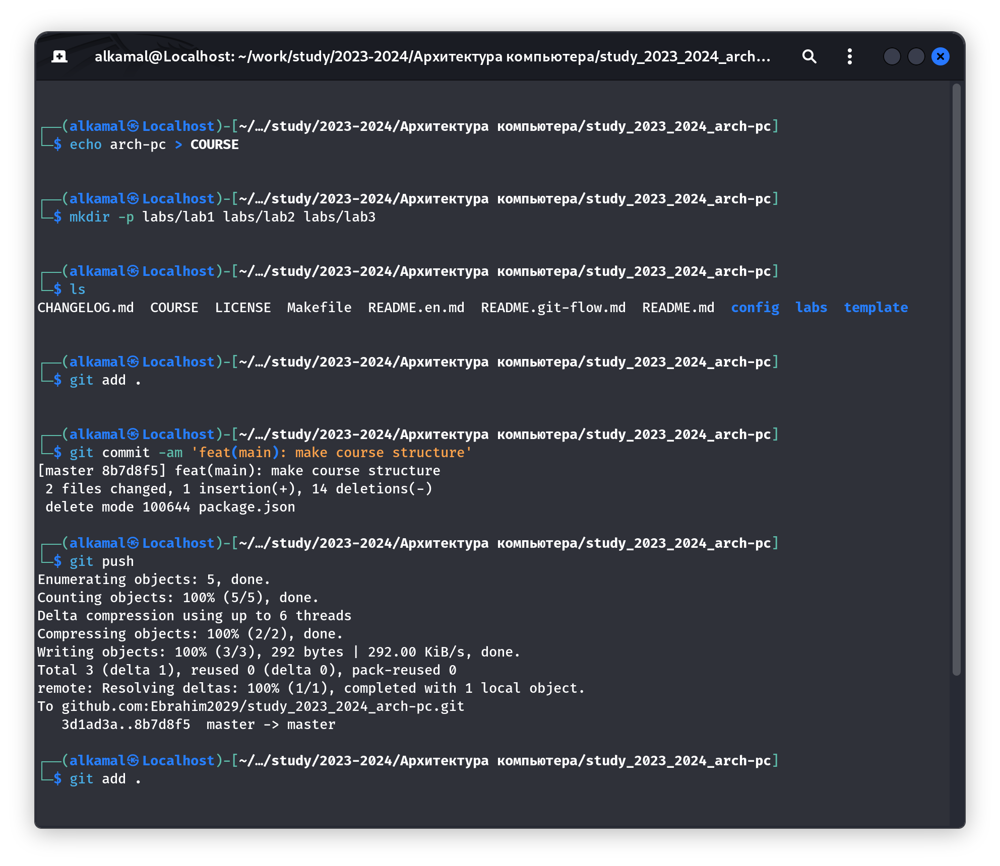 alkamal@Localhost: ~/work/study/2023-2024/Архитектура компьютера/study_2023_2024_arch…
┌──(alkamal㉿Localhost)-[~/…/study/2023-2024/Архитектура компьютера/study_2023_2024_arch-pc]
└─$ echo arch-pc > COURSE
┌──(alkamal㉿Localhost)-[~/…/study/2023-2024/Архитектура компьютера/study_2023_2024_arch-pc]
└─$ mkdir -p labs/lab1 labs/lab2 labs/lab3
┌──(alkamal㉿Localhost)-[~/…/study/2023-2024/Архитектура компьютера/study_2023_2024_arch-pc]
└─$ ls
CHANGELOG.md  COURSE  LICENSE  Makefile  README.en.md  README.git-flow.md  README.md  config  labs  template
┌──(alkamal㉿Localhost)-[~/…/study/2023-2024/Архитектура компьютера/study_2023_2024_arch-pc]
└─$ git add .
┌──(alkamal㉿Localhost)-[~/…/study/2023-2024/Архитектура компьютера/study_2023_2024_arch-pc]
└─$ git commit -am 'feat(main): make course structure'
[master 8b7d8f5] feat(main): make course structure
 2 files changed, 1 insertion(+), 14 deletions(-)
 delete mode 100644 package.json
┌──(alkamal㉿Localhost)-[~/…/study/2023-2024/Архитектура компьютера/study_2023_2024_arch-pc]
└─$ git push
Enumerating objects: 5, done.
Counting objects: 100% (5/5), done.
Delta compression using up to 6 threads
Compressing objects: 100% (2/2), done.
Writing objects: 100% (3/3), 292 bytes | 292.00 KiB/s, done.
Total 3 (delta 1), reused 0 (delta 0), pack-reused 0
remote: Resolving deltas: 100% (1/1), completed with 1 local object.
To github.com:Ebrahim2029/study_2023_2024_arch-pc.git
   3d1ad3a..8b7d8f5  master -> master
┌──(alkamal㉿Localhost)-[~/…/study/2023-2024/Архитектура компьютера/study_2023_2024_arch-pc]
└─$ git add .